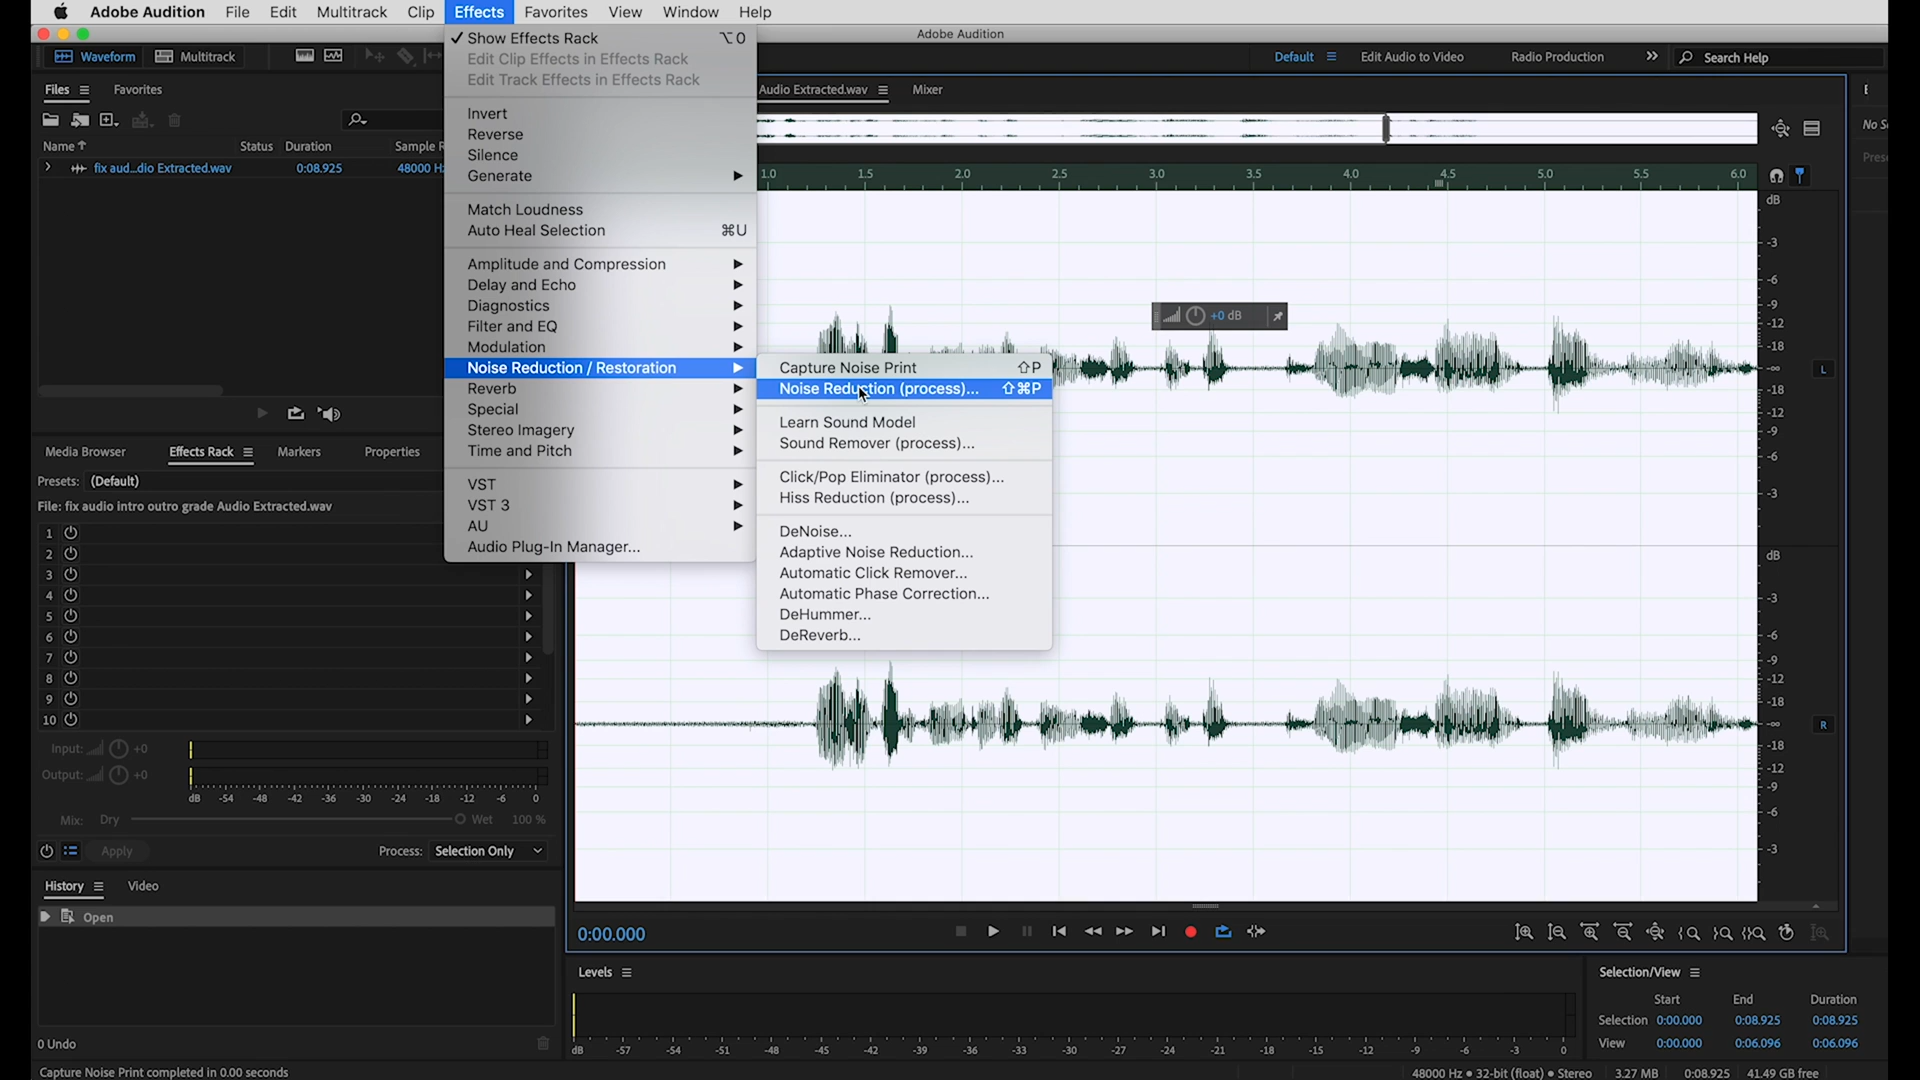 Adobe Audition File Edit Multitrack Clip Effects Favorites View Window Help
Adobe Audition
Waveform Multitrack
Default Edit Audio to Video Radio Production Search Help
Files Favorites
Name Status Duration Sample R
fix aud...dio Extracted.wav 0:08.925 48000 Hz
✓ Show Effects Rack ⌥0
Edit Clip Effects in Effects Rack
Edit Track Effects in Effects Rack
Invert
Reverse
Silence
Generate
Match Loudness
Auto Heal Selection ⌘U
Amplitude and Compression
Delay and Echo
Diagnostics
Filter and EQ
Modulation
Noise Reduction / Restoration
Reverb
Special
Stereo Imagery
Time and Pitch
VST
VST 3
AU
Audio Plug-In Manager...
Capture Noise Print ⇧P
Noise Reduction (process)... ⇧⌘P
Learn Sound Model
Sound Remover (process)...
Click/Pop Eliminator (process)...
Hiss Reduction (process)...
DeNoise...
Adaptive Noise Reduction...
Automatic Click Remover...
Automatic Phase Correction...
DeHummer...
DeReverb...
Audio Extracted.wav Mixer
1.0 1.5 2.0 2.5 3.0 3.5 4.0 4.5 5.0 5.5 6.0
+0 dB
dB
-3
-6
-9
-12
-18
-∞
-18
-12
-9
-6
-3
L
dB
-3
-6
-9
-12
-18
-∞
-18
-12
-9
-6
-3
R
E
No S
Prese
Media Browser Effects Rack Markers Properties
Presets: (Default)
File: fix audio intro outro grade Audio Extracted.wav
1
2
3
4
5
6
7
8
9
10
Input: +0
Output: +0
dB -54 -48 -42 -36 -30 -24 -18 -12 -6 0
Mix: Dry Wet 100 %
Apply Process: Selection Only
History Video
Open
0 Undo
0:00.000
Levels
dB -57 -54 -51 -48 -45 -42 -39 -36 -33 -30 -27 -24 -21 -18 -15 -12 -9 -6 -3 0
Selection/View
Start End Duration
Selection 0:00.000 0:08.925 0:08.925
View 0:00.000 0:06.096 0:06.096
Capture Noise Print completed in 0.00 seconds
48000 Hz ● 32-bit (float) ● Stereo 3.27 MB 0:08.925 41.49 GB free